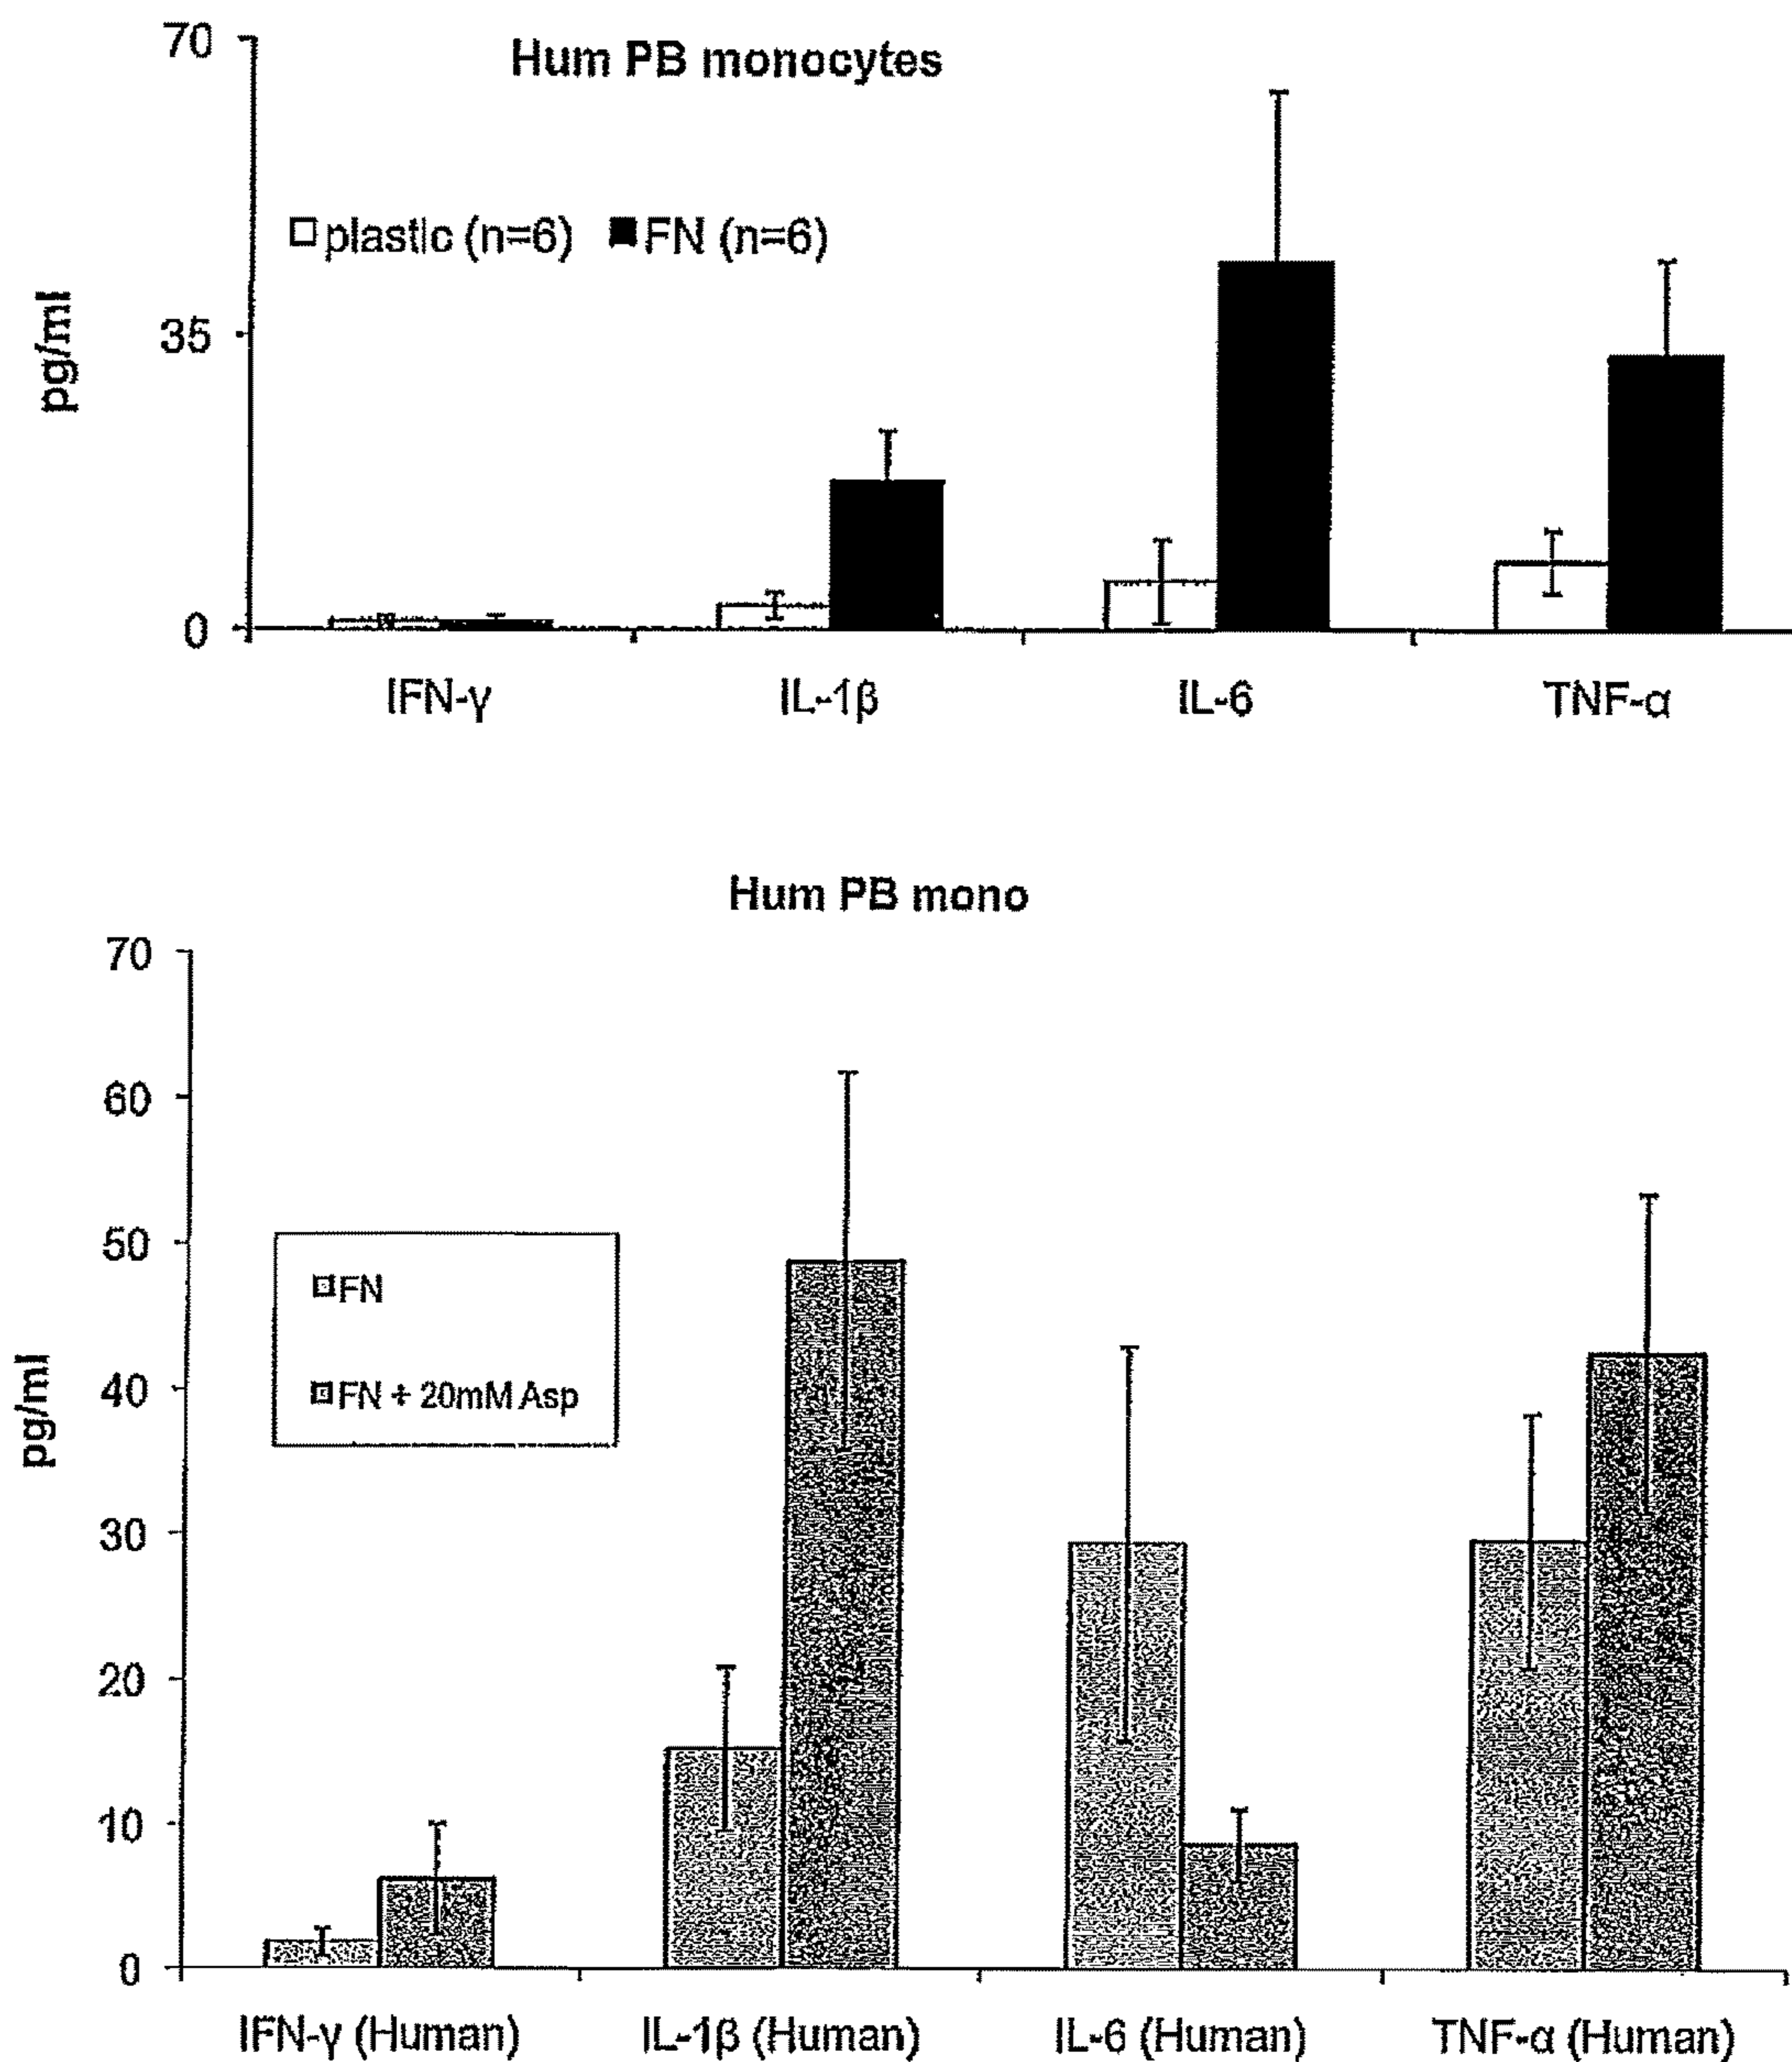 70
Hum PB monocytes
plastic (n=6) FN (n=6)
pg/ml
35
0
IFN-γ IL-1β IL-6 TNF-α
Hum PB mono
70
60
50
FN
FN + 20mM Asp
pg/ml
40
30
20
10
0
IFN-γ (Human) IL-1β (Human) IL-6 (Human) TNF-α (Human)